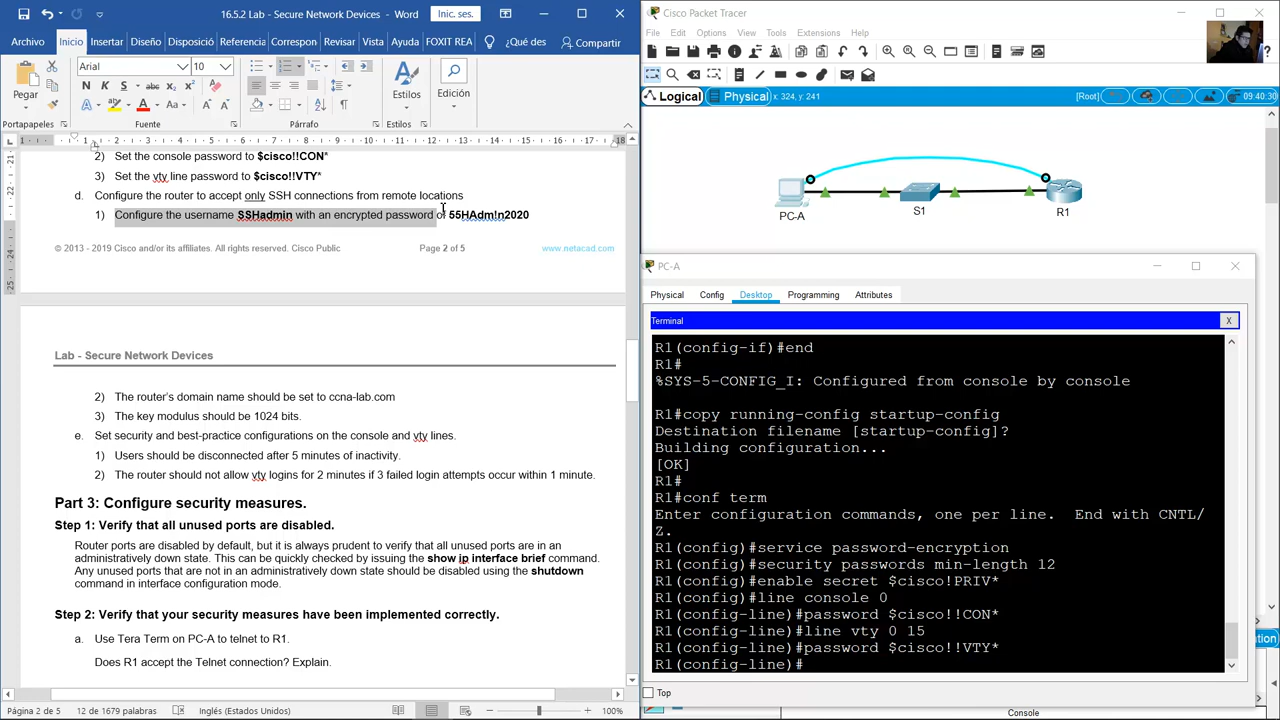 16.5.2 Lab - Secure Network Devices - Word
Inic. ses.
Archiv
Inicio
Insertar
Disposició
Referencia
Correspon
Revisar
Vista
Ayuda
FOXIT REA
¿Qué des
Compartir
Pegar
Arial
10
Estilos
Edición
Portapapeles
Fuente
Párrafo
Estilos
2) Set the console password to $cisco!!CON*
3) Set the vty line password to $cisco!!VTY*
d. Configure the router to accept only SSH connections from remote locations
1) Configure the username SSHadmin with an encrypted password of 55HAdm!n2020
© 2013 - 2019 Cisco and/or its affiliates. All rights reserved. Cisco Public Page 2 of 5 www.netacad.com
Lab - Secure Network Devices
2) The router's domain name should be set to ccna-lab.com
3) The key modulus should be 1024 bits.
e. Set security and best-practice configurations on the console and vty lines.
1) Users should be disconnected after 5 minutes of inactivity.
2) The router should not allow vty logins for 2 minutes if 3 failed login attempts occur within 1 minute.
Part 3: Configure security measures.
Step 1: Verify that all unused ports are disabled.
Router ports are disabled by default, but it is always prudent to verify that all unused ports are in an
administratively down state. This can be quickly checked by issuing the show ip interface brief command.
Any unused ports that are not in an administratively down state should be disabled using the shutdown
command in interface configuration mode.
Step 2: Verify that your security measures have been implemented correctly.
a. Use Tera Term on PC-A to telnet to R1.
Does R1 accept the Telnet connection? Explain.
Página 2 de 5 12 de 1679 palabras Inglés (Estados Unidos) 100%
Cisco Packet Tracer
File Edit Options View Tools Extensions Help
Logical Physical x: 324, y: 241 [Root] 09:40:30
PC-A
S1
R1
PC-A
Physical Config Desktop Programming Attributes
Terminal X
R1(config-if)#end
R1#
%SYS-5-CONFIG_I: Configured from console by console
R1#copy running-config startup-config
Destination filename [startup-config]?
Building configuration...
[OK]
R1#
R1#conf term
Enter configuration commands, one per line.  End with CNTL/
Z.
R1(config)#service password-encryption
R1(config)#security passwords min-length 12
R1(config)#enable secret $cisco!PRIV*
R1(config)#line console 0
R1(config-line)#password $cisco!!CON*
R1(config-line)#line vty 0 15
R1(config-line)#password $cisco!!VTY*
R1(config-line)#
Top
Console